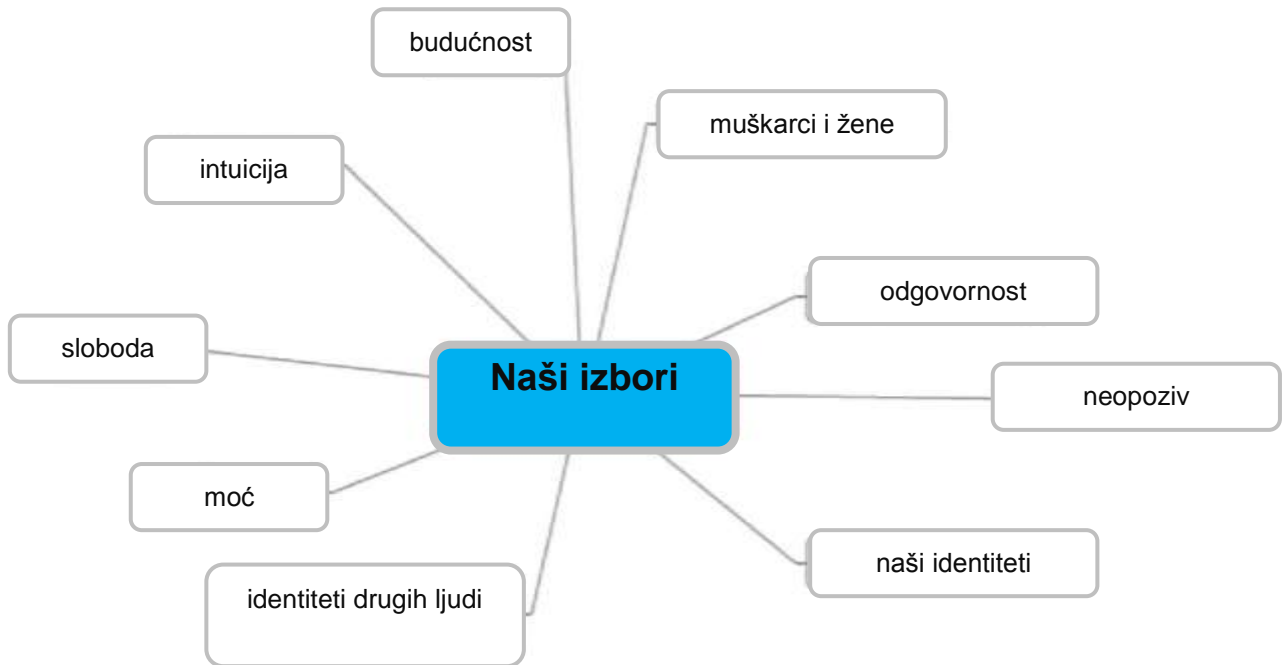 budućnost
muškarci i žene
intuicija
odgovornost
sloboda
Naši izbori
neopoziv
moć
naši identiteti
identiteti drugih ljudi